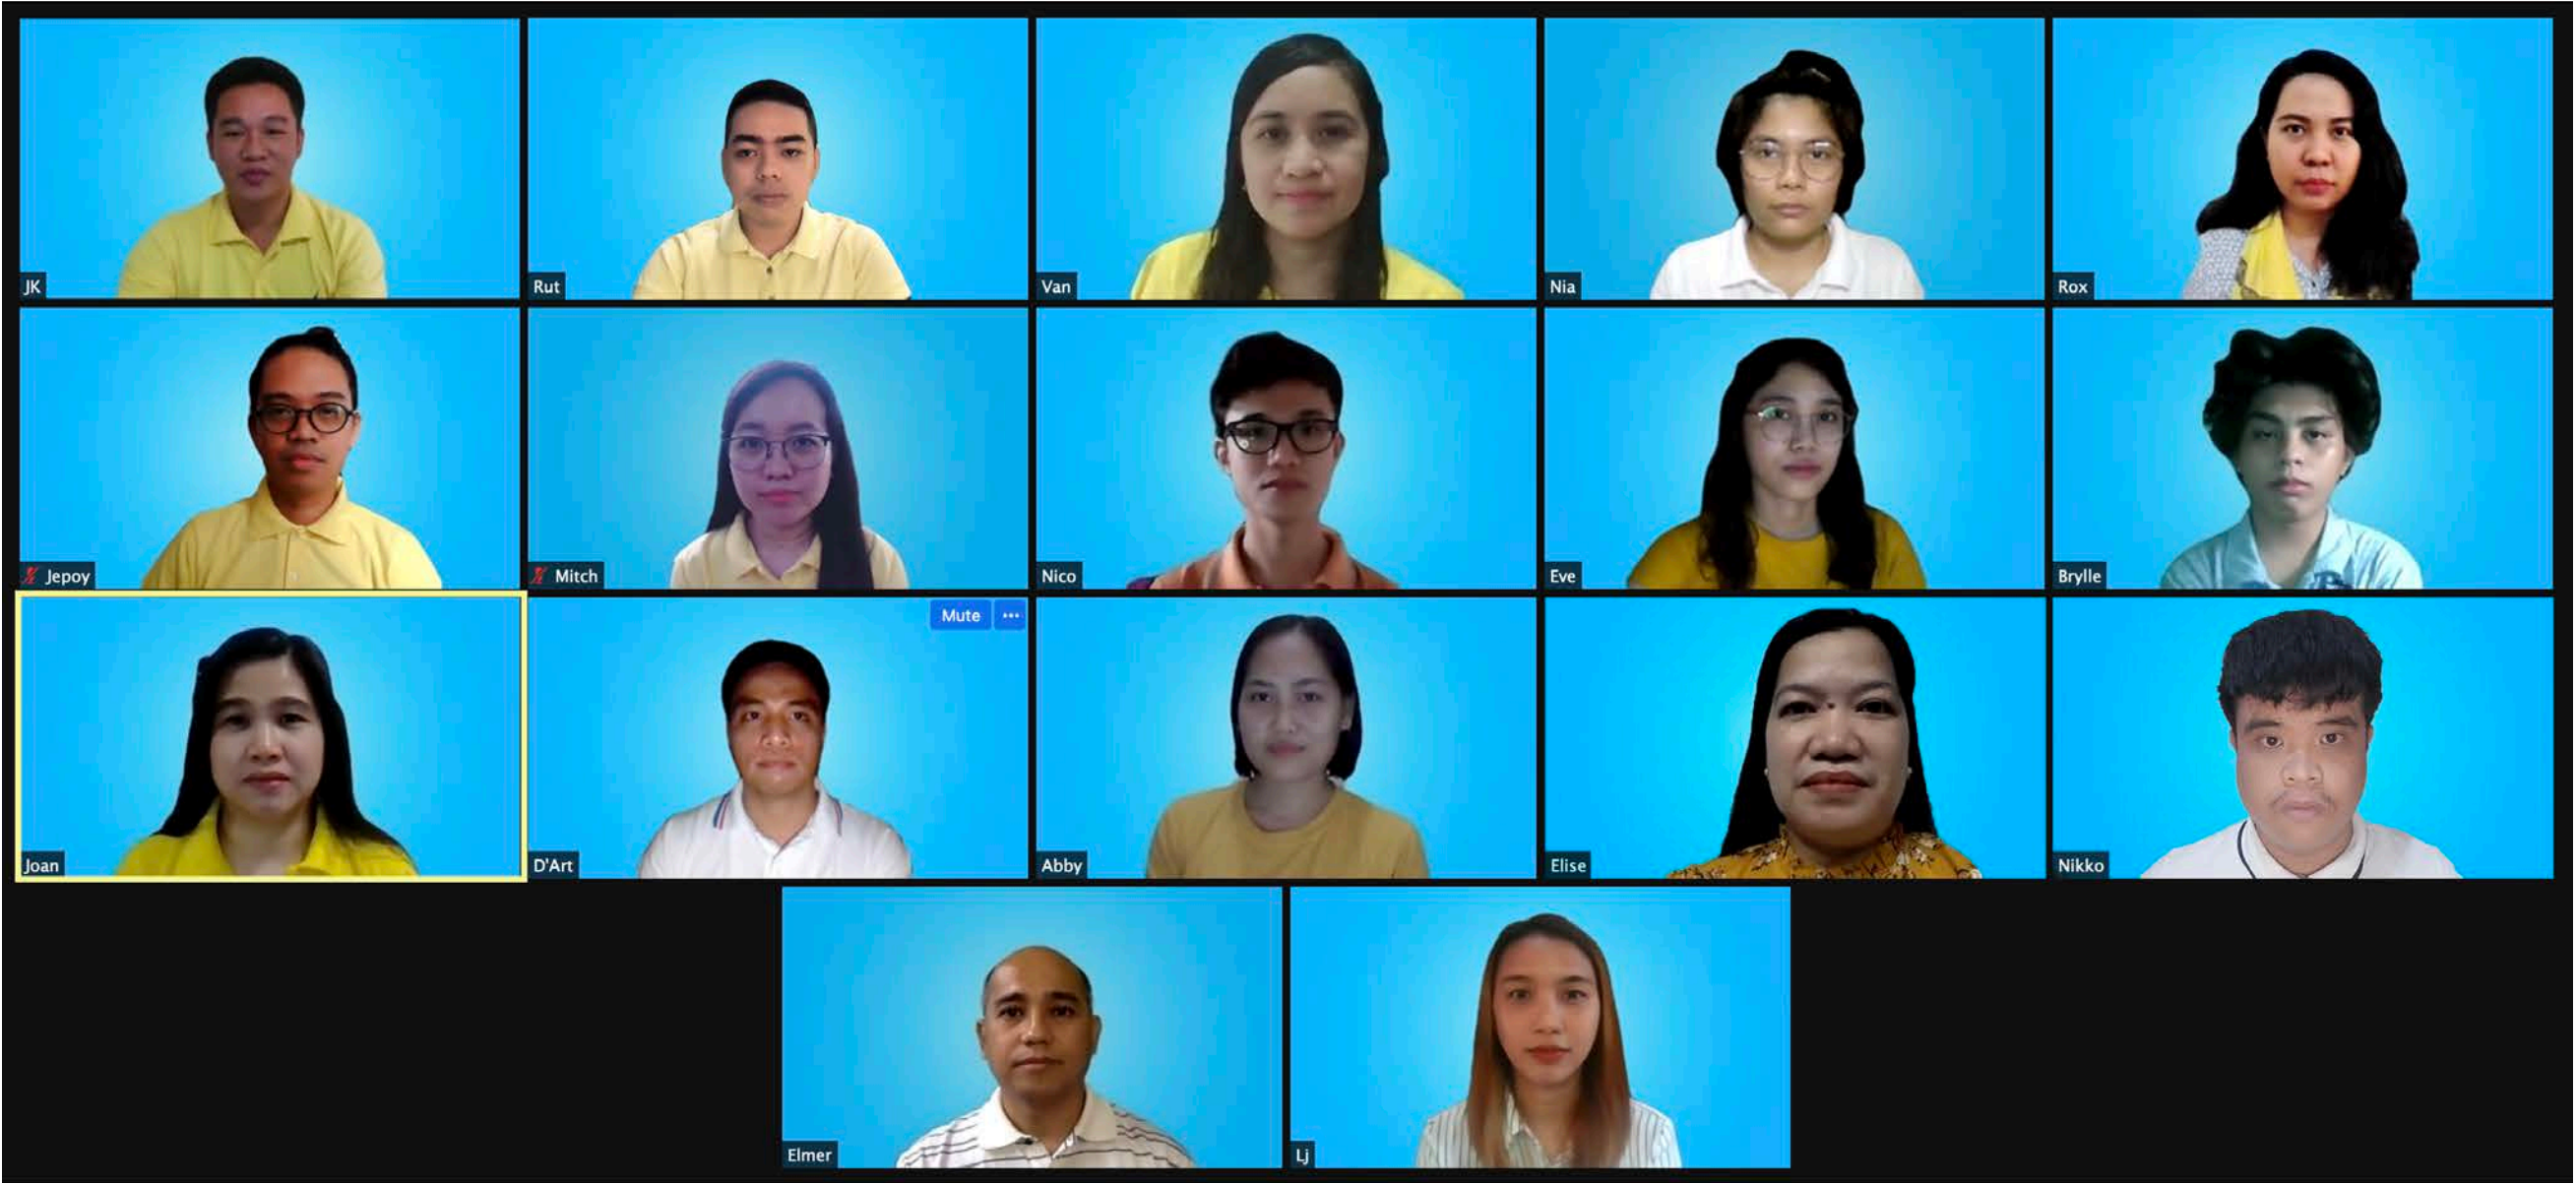 JK
Rut
Van
Nia
Rox
Jepoy
Mitch
Nico
Eve
Brylle
Joan
Mute
D'Art
Abby
Elise
Nikko
Elmer
Lj